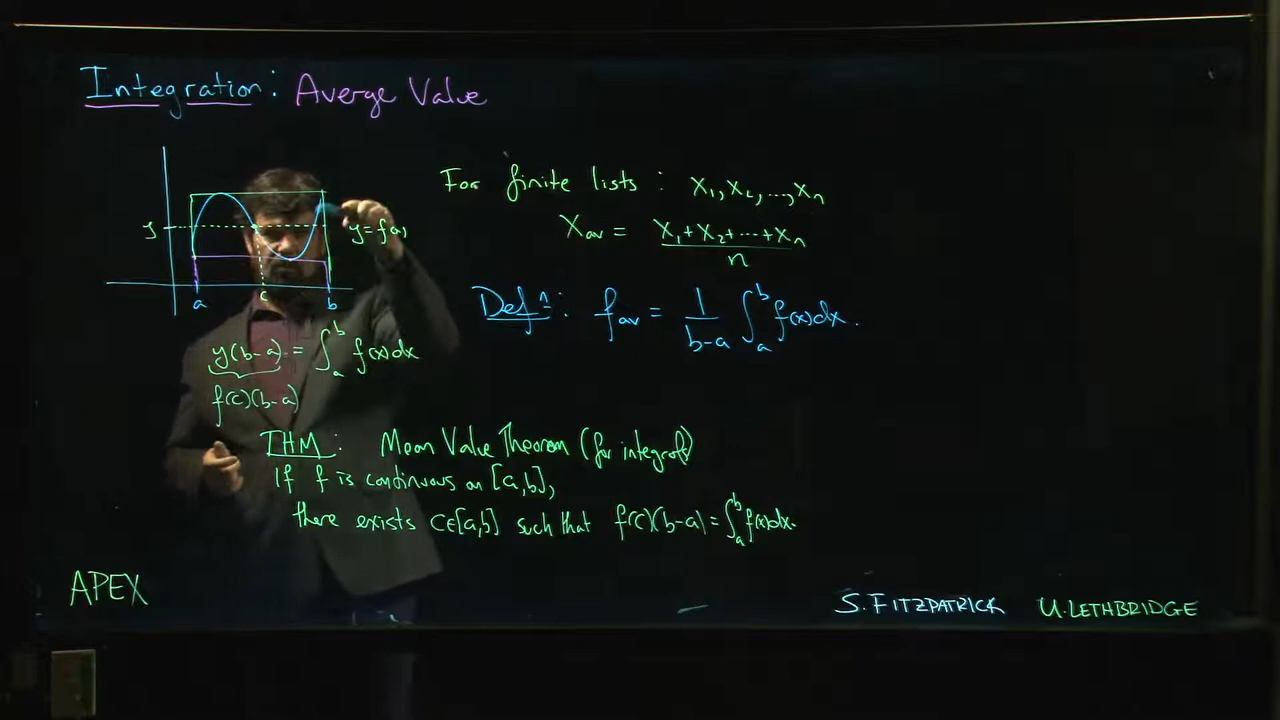 Integration: Averge Value
For finite lists: x₁, x₂, ..., xₙ
y
y=f(x)
xav = (x₁+x₂+⋯+xₙ)/n
a c b
Defⁿ: fav = 1/(b-a) ∫ₐᵇ f(x)dx.
y(b-a) = ∫ₐᵇ f(x)dx
f(c)(b-a)
THM: Mean Value Theorem (for integrals)
If f is continuous on [a,b],
there exists c∈[a,b] such that f(c)(b-a) = ∫ₐᵇ f(x)dx.
APEX
S. FITZPATRICK U. LETHBRIDGE